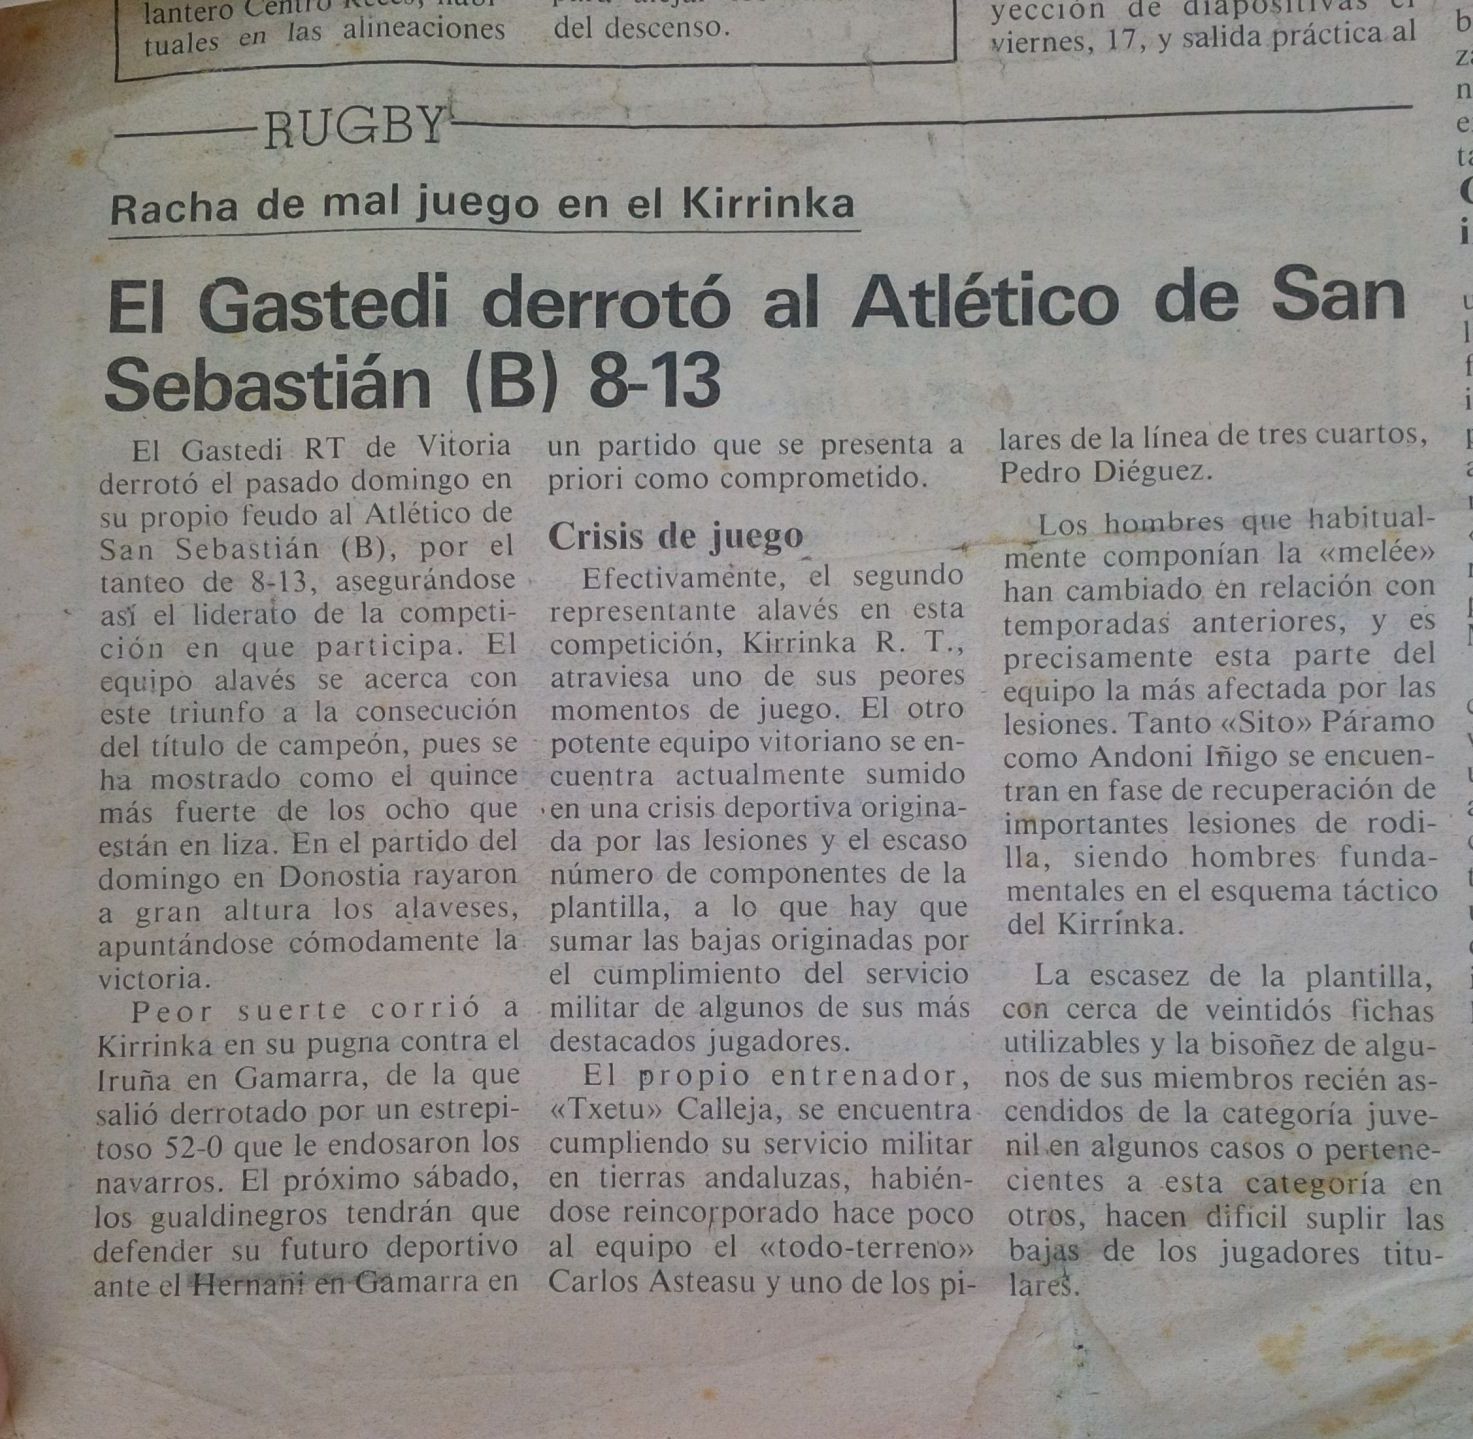 tuales en las alineaciones
del descenso.
yección de diapositivas el
viernes, 17, y salida práctica al
RUGBY
Racha de mal juego en el Kirrinka
El Gastedi derrotó al Atlético de San
Sebastián (B) 8-13
El Gastedi RT de Vitoria
derrotó el pasado domingo en
su propio feudo al Atlético de
San Sebastián (B), por el
tanteo de 8-13, asegurándose
así el liderato de la competi-
ción en que participa. El
equipo alavés se acerca con
este triunfo a la consecución
del título de campeón, pues se
ha mostrado como el quince
más fuerte de los ocho que
están en liza. En el partido del
domingo en Donostia rayaron
a gran altura los alaveses,
apuntándose cómodamente la
victoria.
Peor suerte corrió a
Kirrinka en su pugna contra el
Iruña en Gamarra, de la que
salió derrotado por un estrepi-
toso 52-0 que le endosaron los
navarros. El próximo sábado,
los gualdinegros tendrán que
defender su futuro deportivo
ante el Hernani en Gamarra en
un partido que se presenta a
priori como comprometido.
Crisis de juego
Efectivamente, el segundo
representante alavés en esta
competición, Kirrinka R. T.,
atraviesa uno de sus peores
momentos de juego. El otro
potente equipo vitoriano se en-
cuentra actualmente sumido
en una crisis deportiva origina-
da por las lesiones y el escaso
número de componentes de la
plantilla, a lo que hay que
sumar las bajas originadas por
el cumplimiento del servicio
militar de algunos de sus más
destacados jugadores.
El propio entrenador,
«Txetu» Calleja, se encuentra
cumpliendo su servicio militar
en tierras andaluzas, habién-
dose reincorporado hace poco
al equipo el «todo-terreno»
Carlos Asteasu y uno de los pi-
lares de la línea de tres cuartos,
Pedro Diéguez.
Los hombres que habitual-
mente componían la «melée»
han cambiado en relación con
temporadas anteriores, y es
precisamente esta parte del
equipo la más afectada por las
lesiones. Tanto «Sito» Páramo
como Andoni Iñigo se encuen-
tran en fase de recuperación de
importantes lesiones de rodi-
lla, siendo hombres funda-
mentales en el esquema táctico
del Kirrinka.
La escasez de la plantilla,
con cerca de veintidós fichas
utilizables y la bisoñez de algu-
nos de sus miembros recién as-
cendidos de la categoría juve-
nil en algunos casos o pertene-
cientes a esta categoría en
otros, hacen difícil suplir las
bajas de los jugadores titu-
lares.